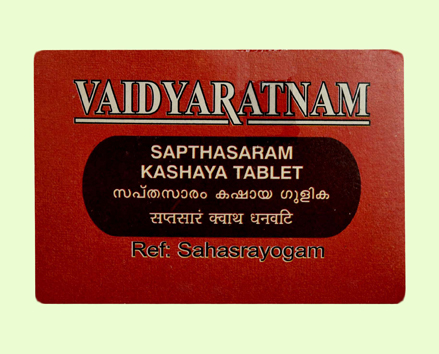 VAIDYARATNAM
SAPTHASARAM
KASHAYA TABLET
സപ്തസാരം കഷായ ഗുളിക
सप्तसारं क्वाथ धनवटि
Ref: Sahasrayogam